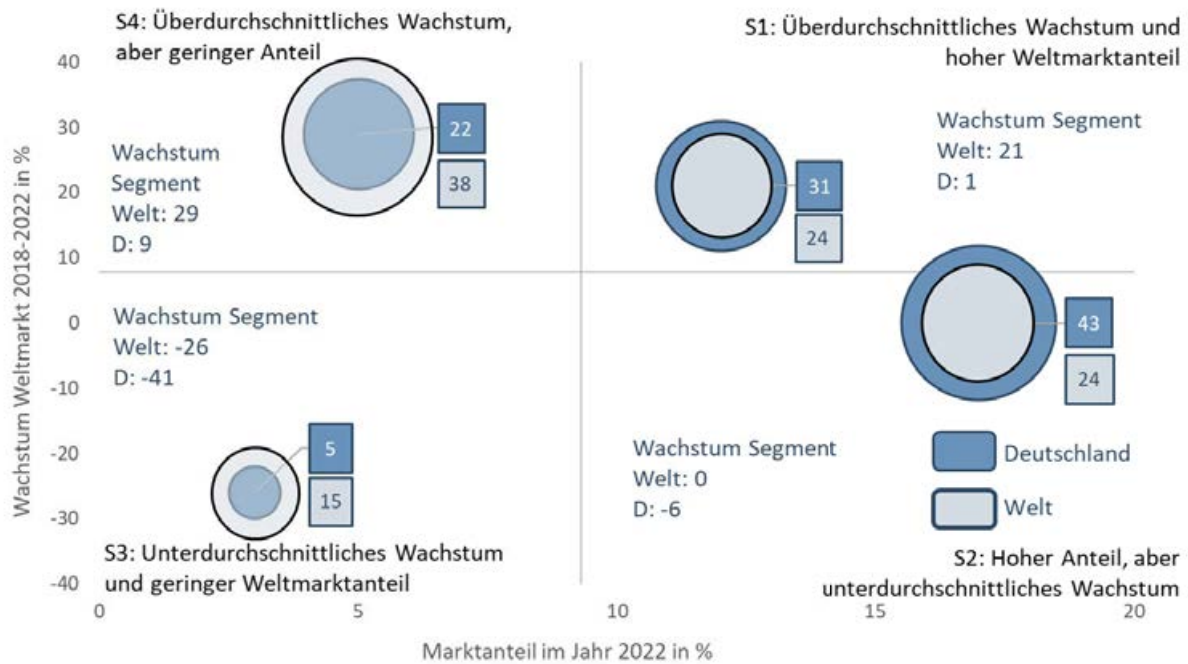 S4: Überdurchschnittliches Wachstum,
aber geringer Anteil
S1: Überdurchschnittliches Wachstum und
hoher Weltmarktanteil
Wachstum Weltmarkt 2018-2022 in %
40
30
20
10
0
-10
-20
-30
-40
Wachstum
Segment
Welt: 29
D: 9
22
38
31
24
Wachstum Segment
Welt: 21
D: 1
Wachstum Segment
Welt: -26
D: -41
5
15
43
24
Wachstum Segment
Welt: 0
D: -6
Deutschland
Welt
S3: Unterdurchschnittliches Wachstum
und geringer Weltmarktanteil
S2: Hoher Anteil, aber
unterdurchschnittliches Wachstum
0
5
10
15
20
Marktanteil im Jahr 2022 in %